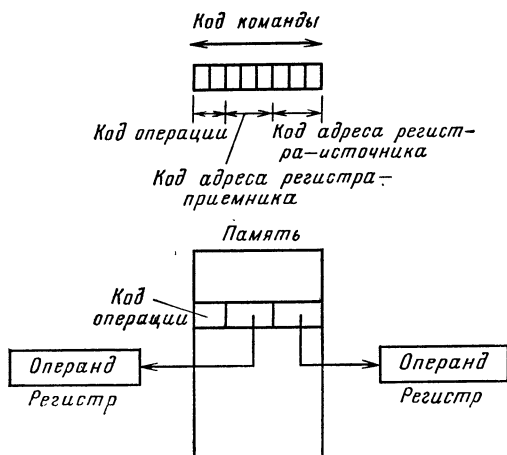 Код команды
Код операции
Код адреса регист-
ра-источника
Код адреса регистра-
приемника
Память
Код
операции
Операнд
Регистр
Операнд
Регистр